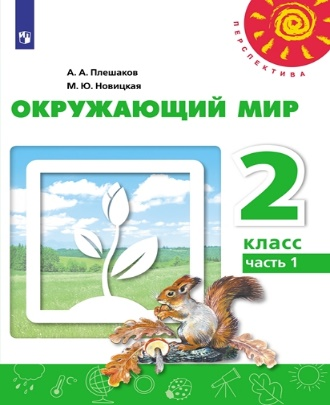 ПЕРСПЕКТИВА
А. А. Плешаков
М. Ю. Новицкая
ОКРУЖАЮЩИЙ МИР
2
класс
часть 1